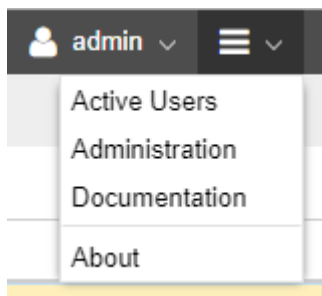 admin
Active Users
Administration
Documentation
About